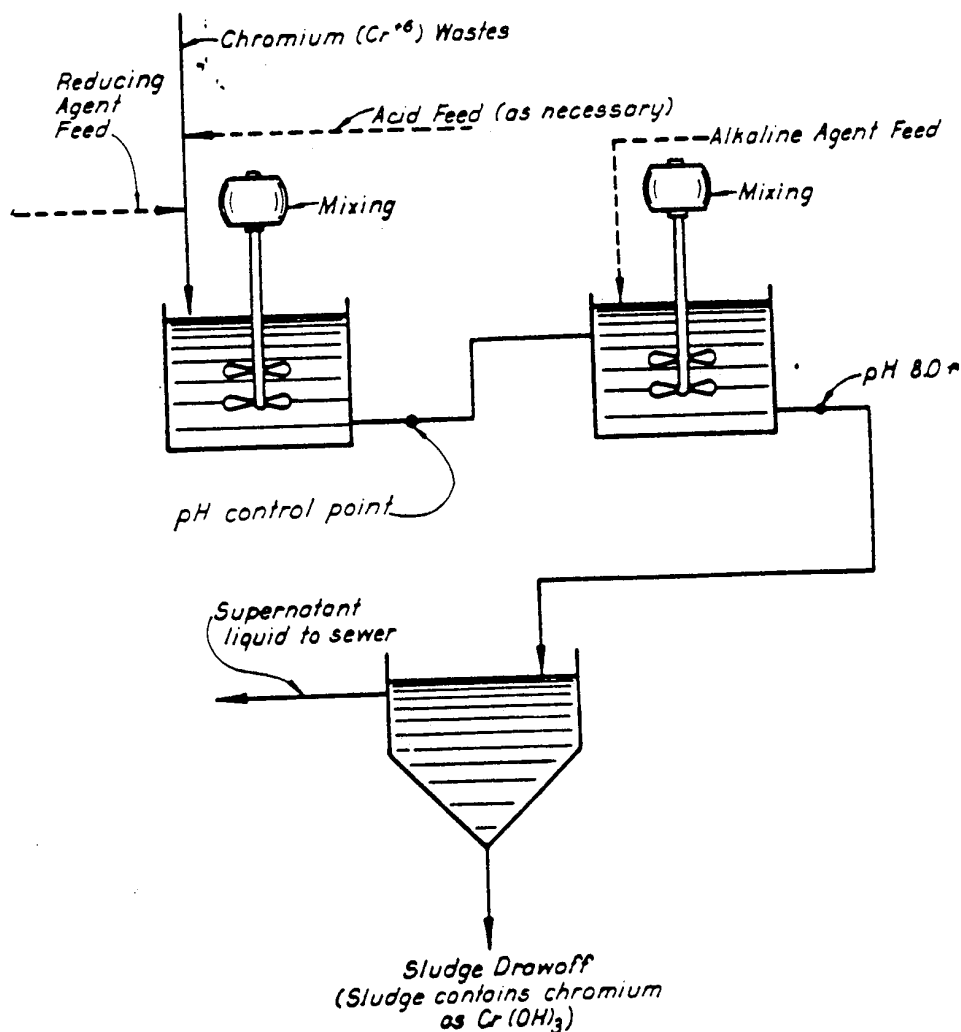 Chromium (Cr+6) Wastes
Reducing
Agent
Feed
Acid Feed (as necessary)
Alkaline Agent Feed
Mixing
Mixing
pH 8.0
pH control point
Supernatant
liquid to sewer
Sludge Drawoff
(Sludge contains chromium
as Cr(OH)3)